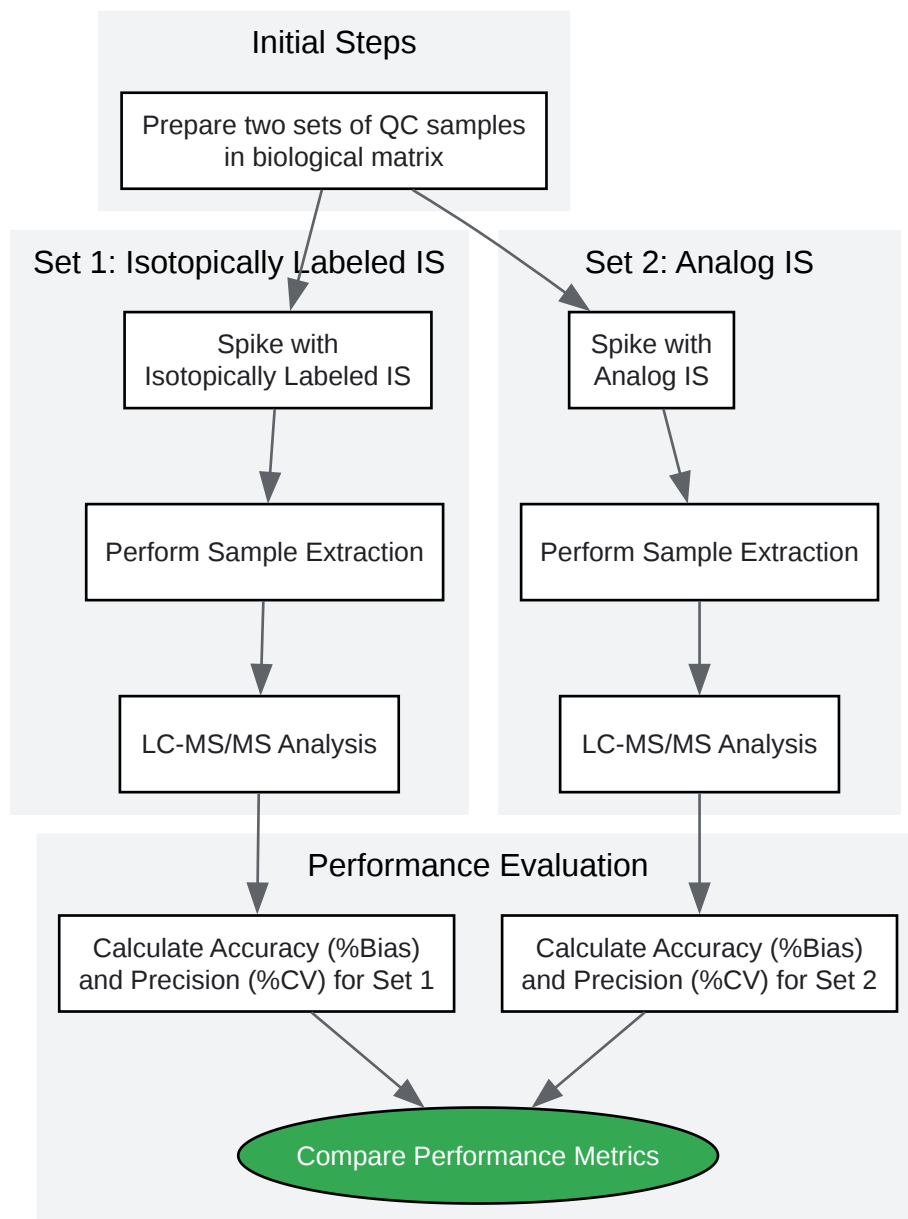 Initial Steps
Prepare two sets of QC samples
in biological matrix
Set 1: Isotopically Labeled IS
Spike with
Isotopically Labeled IS
Perform Sample Extraction
LC-MS/MS Analysis
Set 2: Analog IS
Spike with
Analog IS
Perform Sample Extraction
LC-MS/MS Analysis
Performance Evaluation
Calculate Accuracy (%Bias)
and Precision (%CV) for Set 1
Calculate Accuracy (%Bias)
and Precision (%CV) for Set 2
Compare Performance Metrics